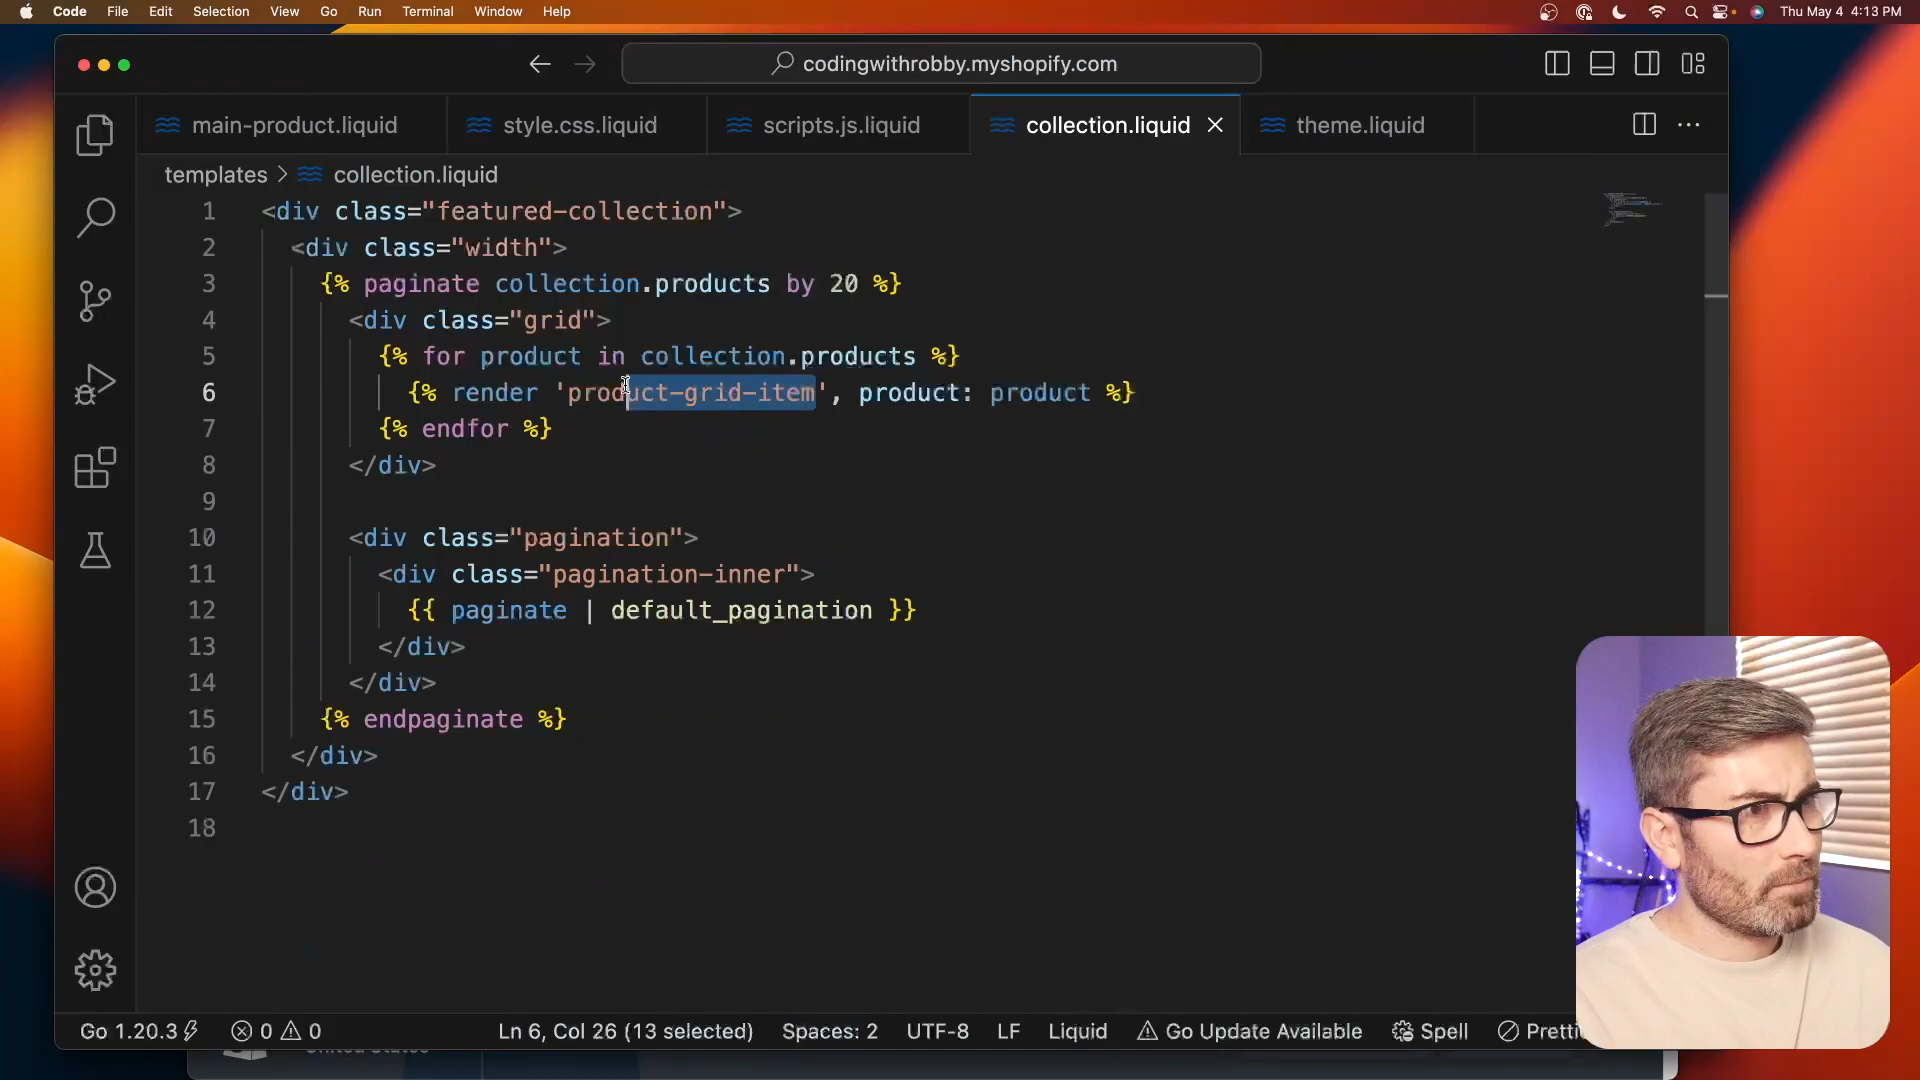 Code File Edit Selection View Go Run Terminal Window Help Thu May 4 4:13 PM
codingwithrobby.myshopify.com
main-product.liquid style.css.liquid scripts.js.liquid collection.liquid theme.liquid
templates > collection.liquid
1 <div class="featured-collection">
2 <div class="width">
3 {% paginate collection.products by 20 %}
4 <div class="grid">
5 {% for product in collection.products %}
6 {% render 'product-grid-item', product: product %}
7 {% endfor %}
8 </div>
9
10 <div class="pagination">
11 <div class="pagination-inner">
12 {{ paginate | default_pagination }}
13 </div>
14 </div>
15 {% endpaginate %}
16 </div>
17 </div>
18
Go 1.20.3 0 0 Ln 6, Col 26 (13 selected) Spaces: 2 UTF-8 LF Liquid Go Update Available Spell Pretti
United States